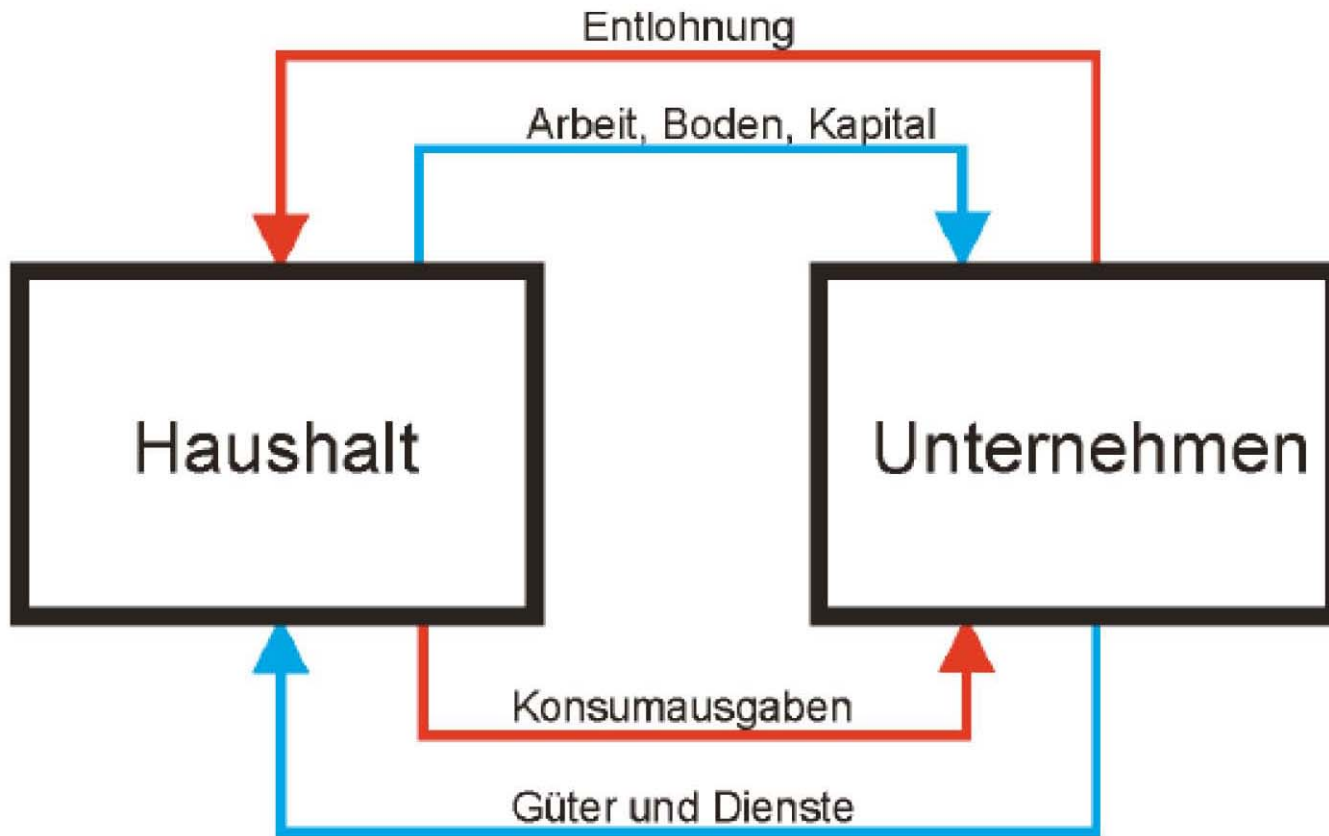 Entlohnung
Arbeit, Boden, Kapital
Haushalt
Unternehmen
Konsumausgaben
Güter und Dienste